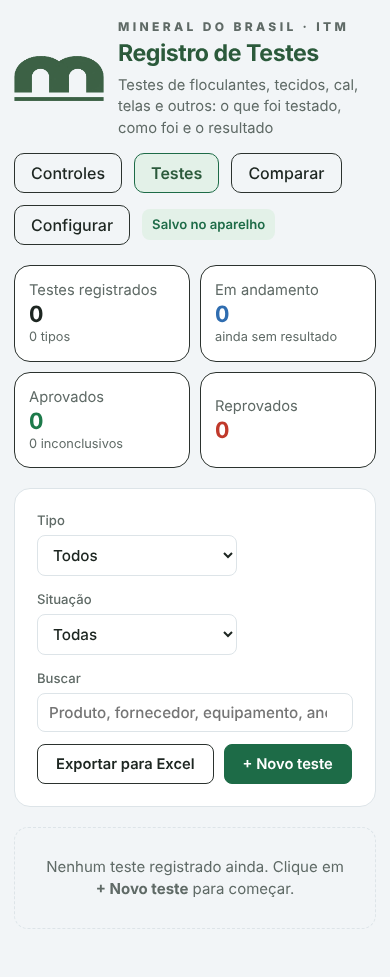 MINERAL DO BRASIL · ITM
Registro de Testes
Testes de floculantes, tecidos, cal,
telas e outros: o que foi testado,
como foi e o resultado
Controles
Testes
Comparar
Configurar
Salvo no aparelho
Testes registrados
0
0 tipos
Em andamento
0
ainda sem resultado
Aprovados
0
0 inconclusivos
Reprovados
0
Tipo
Todos
Situação
Todas
Buscar
Produto, fornecedor, equipamento,
Exportar para Excel
+ Novo teste
Nenhum teste registrado ainda. Clique em
+ Novo teste para começar.